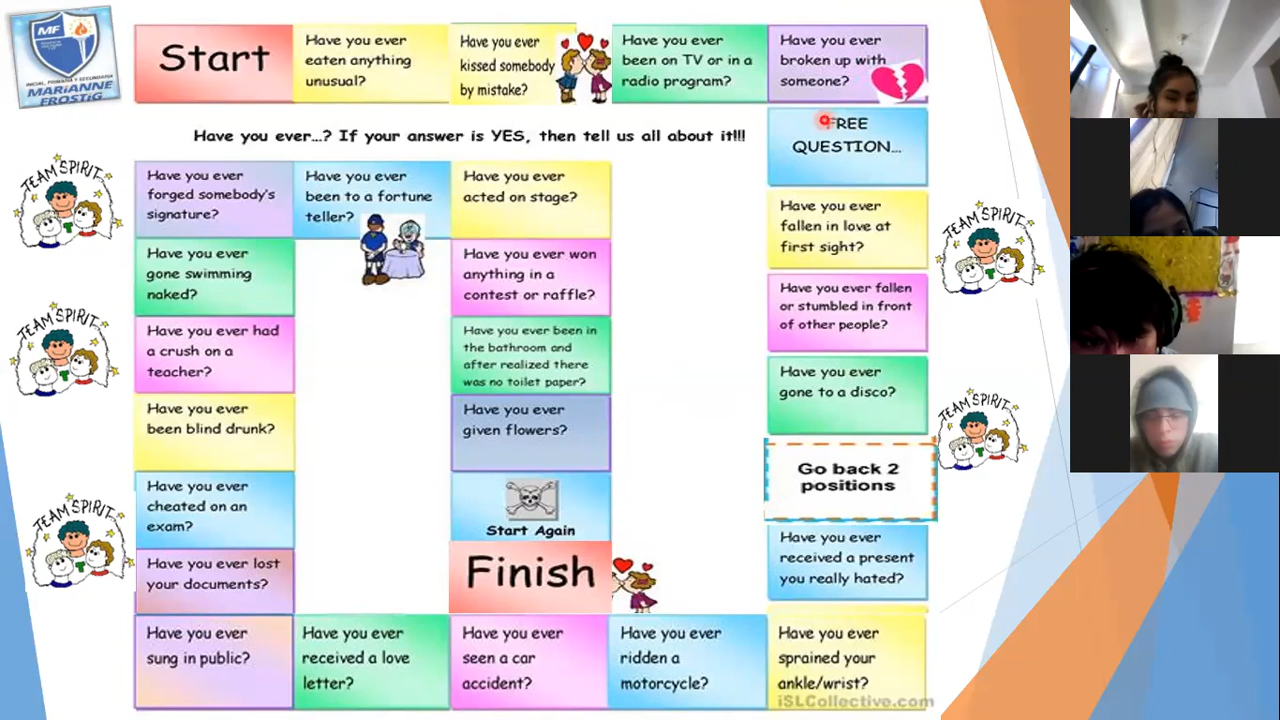 MF
INICIAL, PRIMARIA Y SECUNDARIA
MARIANNE
FROSTIG
Start
Have you ever
eaten anything
unusual?
Have you ever
kissed somebody
by mistake?
Have you ever
been on TV or in a
radio program?
Have you ever
broken up with
someone?
Have you ever...? If your answer is YES, then tell us all about it!!!
FREE
QUESTION...
Have you ever
fallen in love at
first sight?
Have you ever fallen
or stumbled in front
of other people?
Have you ever
gone to a disco?
Go back 2
positions
Have you ever
received a present
you really hated?
Have you ever
sprained your
ankle/wrist?
Have you ever
ridden a
motorcycle?
Have you ever
seen a car
accident?
Have you ever
received a love
letter?
Have you ever
sung in public?
Have you ever lost
your documents?
Have you ever
cheated on an
exam?
Have you ever
been blind drunk?
Have you ever had
a crush on a
teacher?
Have you ever
gone swimming
naked?
Have you ever
forged somebody's
signature?
Have you ever
been to a fortune
teller?
Have you ever
acted on stage?
Have you ever won
anything in a
contest or raffle?
Have you ever been in
the bathroom and
after realized there
was no toilet paper?
Have you ever
given flowers?
Start Again
Finish
TEAM SPIRIT
T
TEAM SPIRIT
T
TEAM SPIRIT
T
TEAM SPIRIT
T
TEAM SPIRIT
T
iSLCollective.com